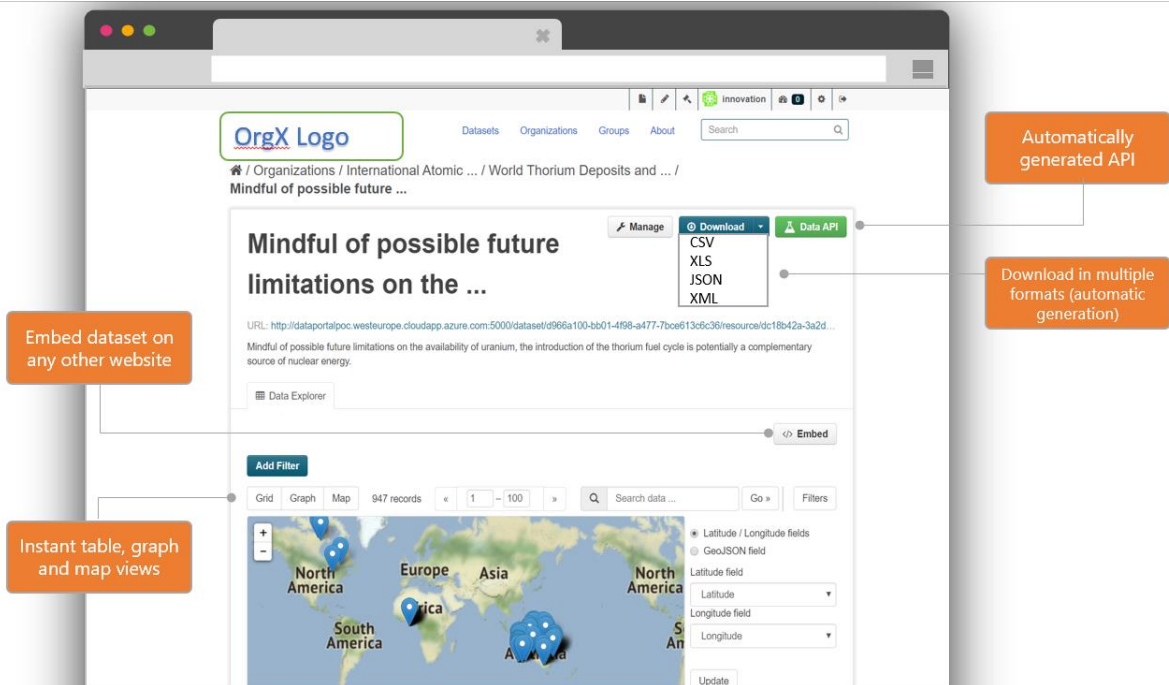 innovation
0
OrgX Logo
Datasets Organizations Groups About
Search
/ Organizations / International Atomic ... / World Thorium Deposits and ... /
Mindful of possible future ...
Automatically
generated API
Manage
Download
Data API
CSV
XLS
JSON
XML
Download in multiple
formats (automatic
generation)
Mindful of possible future
limitations on the ...
URL: http://dataportalpoc.westeurope.cloudapp.azure.com:5000/dataset/d966a100-bb01-4f98-a477-7bce613c6c36/resource/dc18b42a-3a2d...
Mindful of possible future limitations on the availability of uranium, the introduction of the thorium fuel cycle is potentially a complementary
source of nuclear energy.
Embed dataset on
any other website
Data Explorer
</> Embed
Add Filter
Grid Graph Map 947 records « 1 – 100 » Search data ... Go » Filters
Instant table, graph
and map views
+
-
North
America
Europe
Asia
North
America
South
America
Latitude / Longitude fields
GeoJSON field
Latitude field
Latitude
Longitude field
Longitude
Update